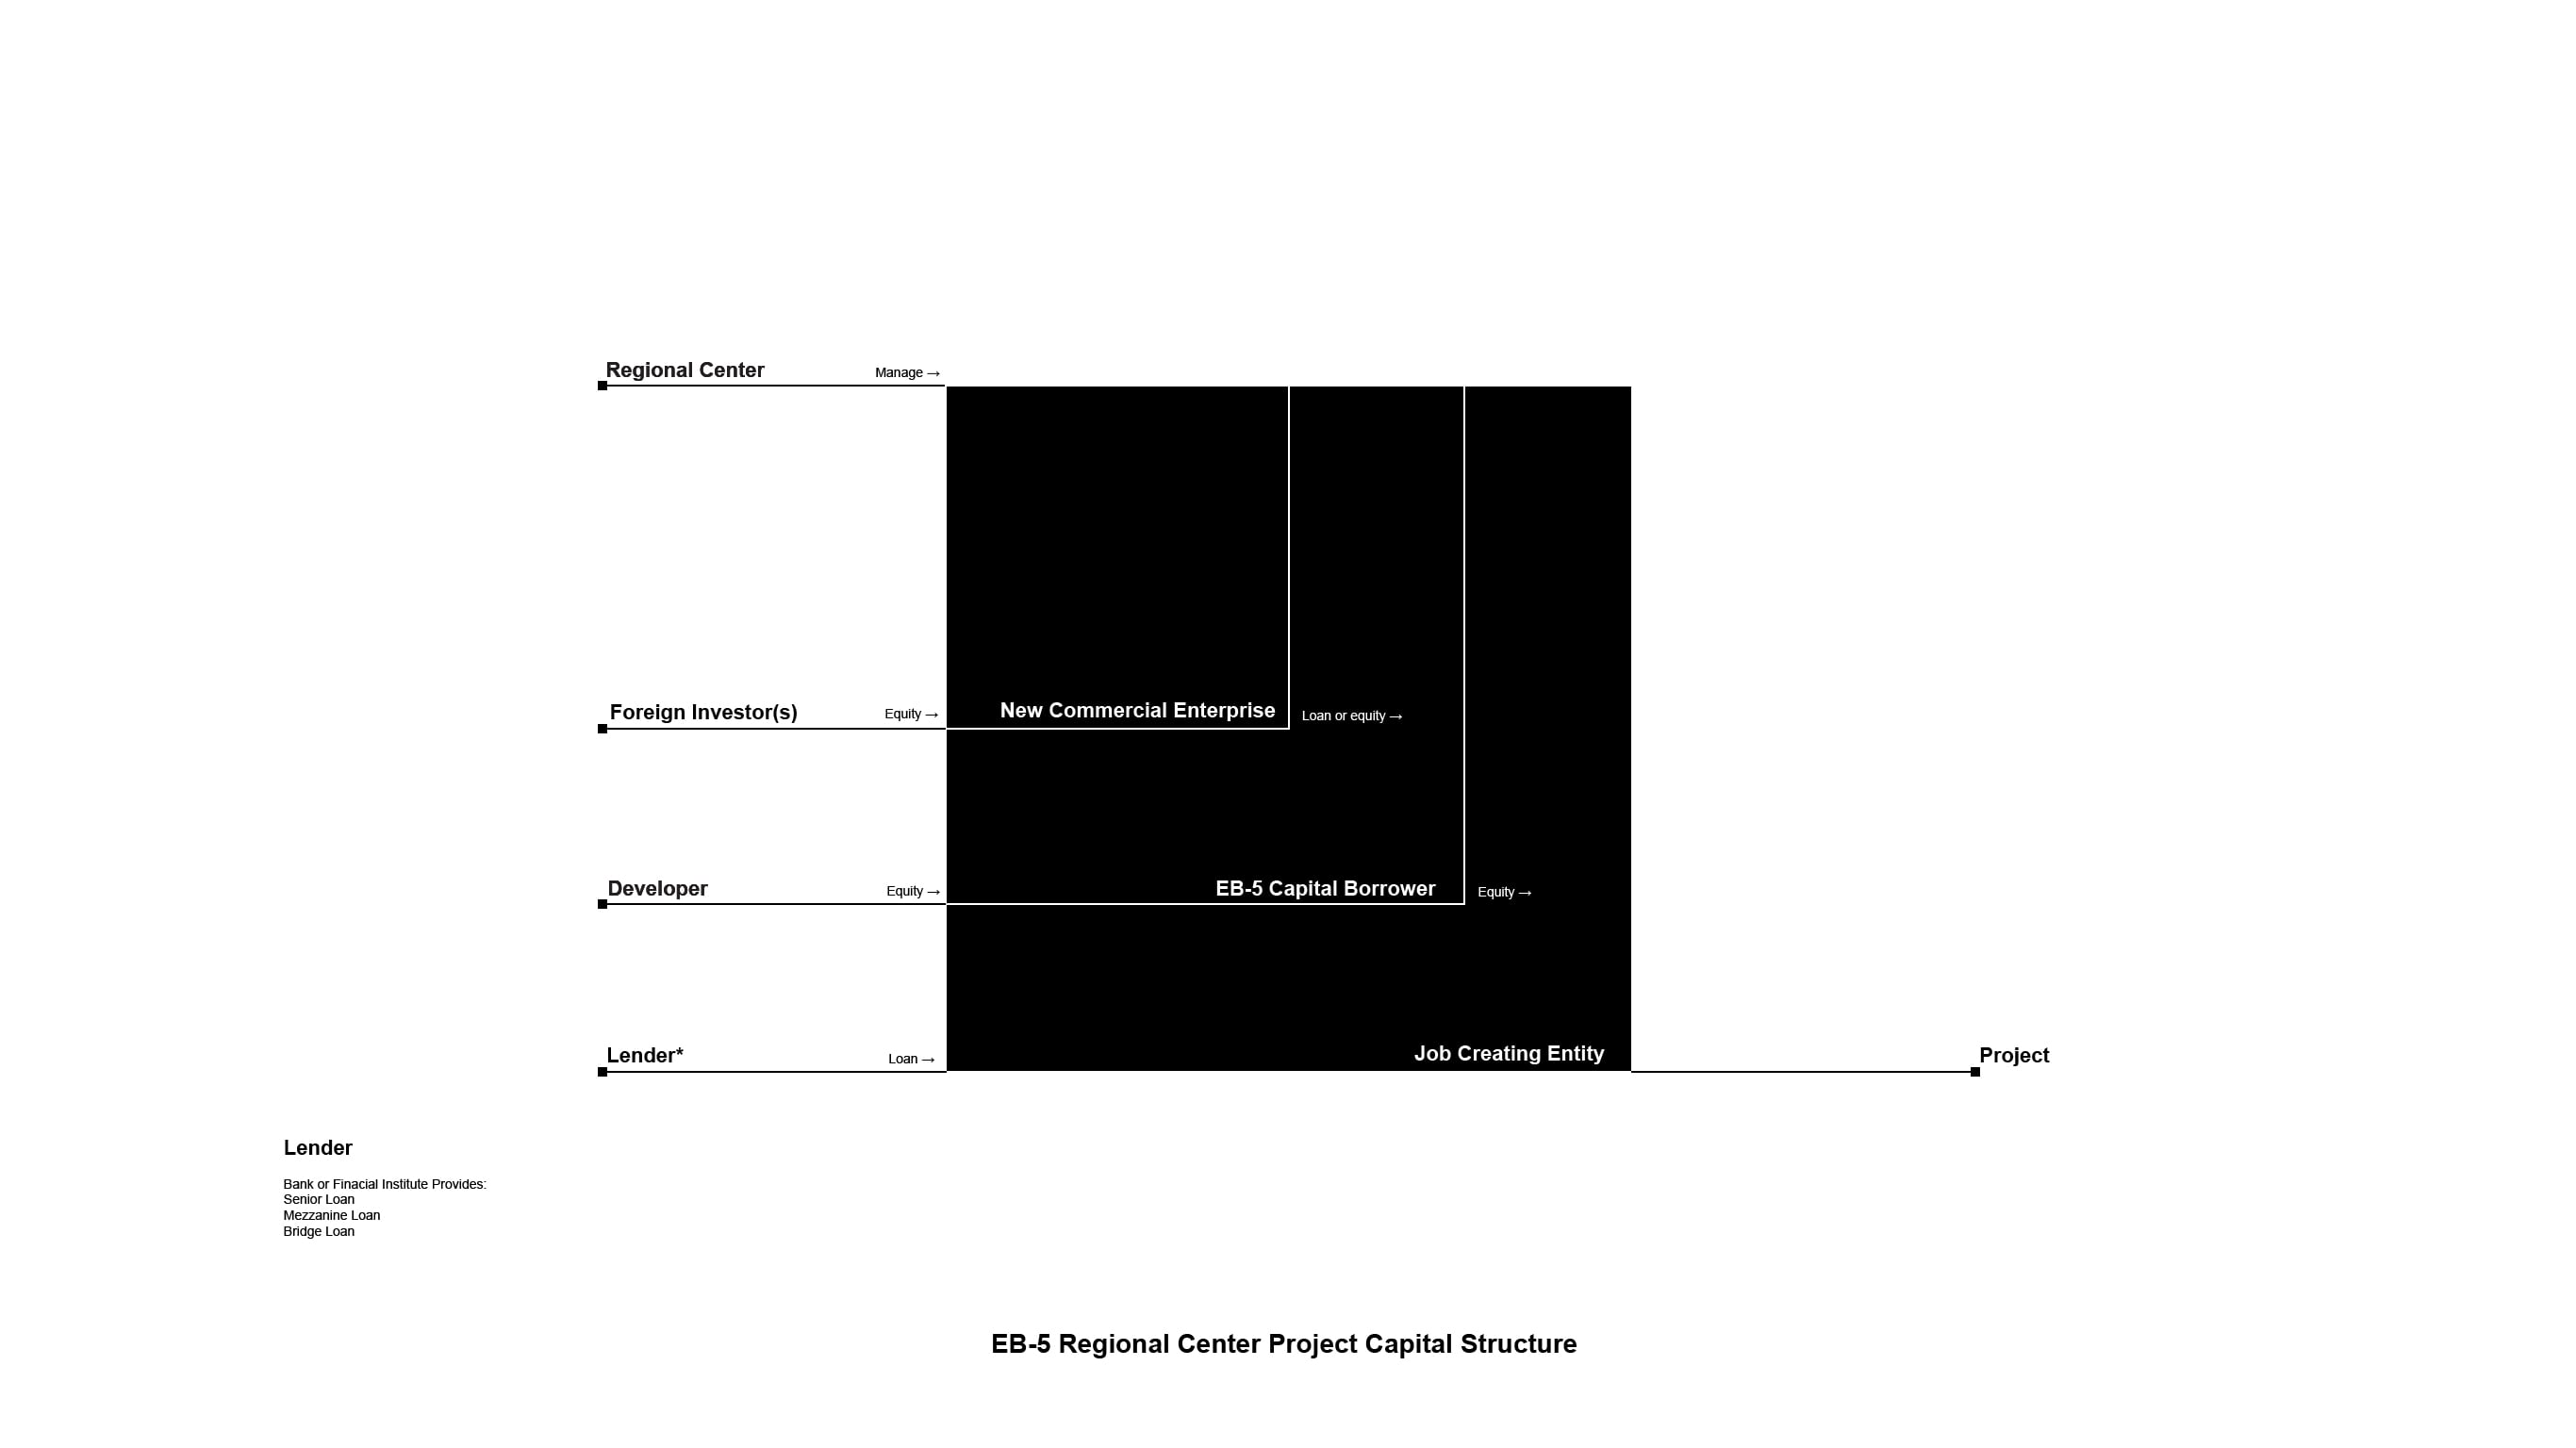 Regional Center
Manage →
Foreign Investor(s)
Equity →
New Commercial Enterprise
Loan or equity →
Developer
Equity →
EB-5 Capital Borrower
Equity →
Lender*
Loan →
Job Creating Entity
Project
Lender
Bank or Finacial Institute Provides:
Senior Loan
Mezzanine Loan
Bridge Loan
EB-5 Regional Center Project Capital Structure